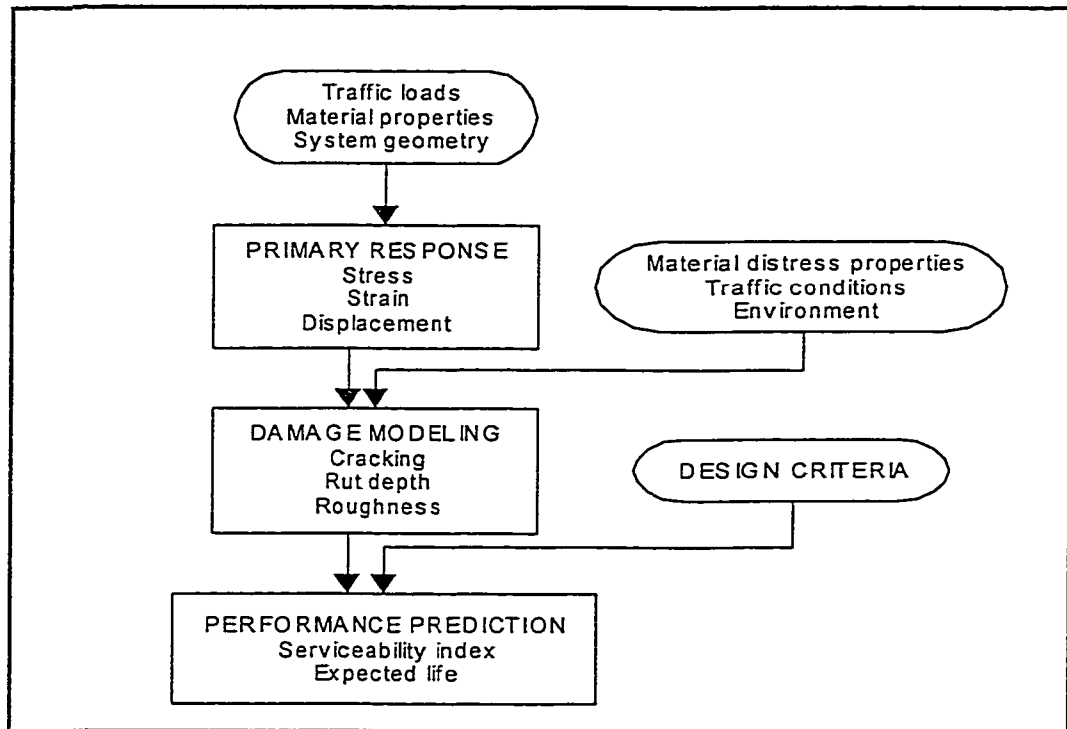 Traffic loads
Material properties
System geometry
PRIMARY RESPONSE
Stress
Strain
Displacement
Material distress properties
Traffic conditions
Environment
DAMAGE MODELING
Cracking
Rut depth
Roughness
DESIGN CRITERIA
PERFORMANCE PREDICTION
Serviceability index
Expected life